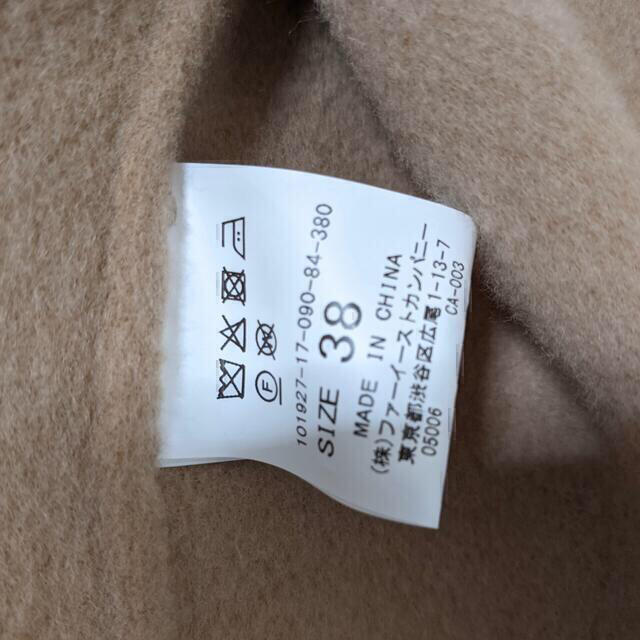 F
101927-17-090-84-380
SIZE 38
MADE IN CHINA
(株)ファーイーストカンパニー
東京都渋谷区広尾1-13-7
05006 CA-003